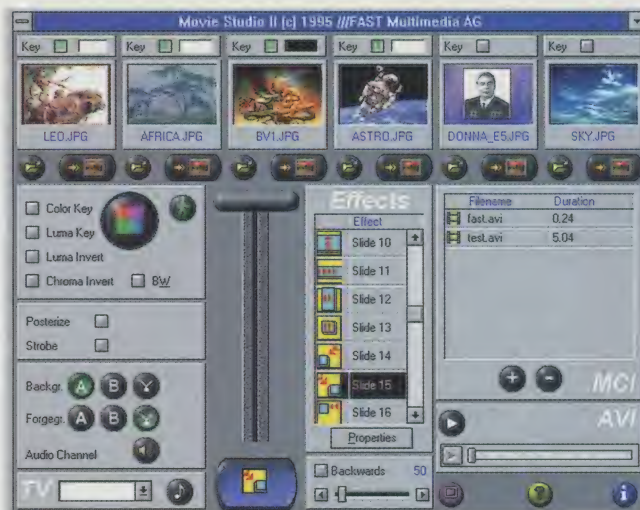 Movie Studio II (c) 1995 ///FAST Multimedia AG
Key Key Key Key Key Key
LEO.JPG AFRICA.JPG BV1.JPG ASTRO.JPG DONNA_E5.JPG SKY.JPG
Color Key
Luma Key
Luma Invert
Chroma Invert BW
Posterize
Strobe
Backgr. A B
Forgegr. A B
Audio Channel
TV
Effects
Effect
Slide 10
Slide 11
Slide 12
Slide 13
Slide 14
Slide 15
Slide 16
Properties
Backwards 50
Filename Duration
fast.avi 0.24
test.avi 5.04
MCI
AVI